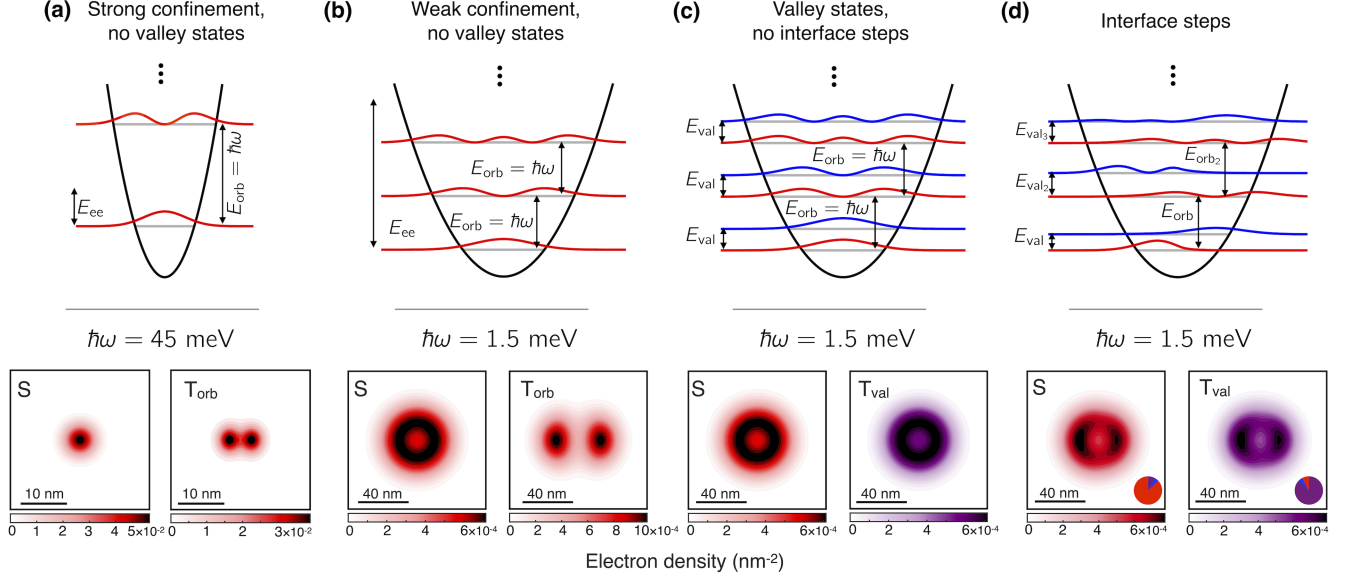 (a) Strong confinement,
no valley states
(b) Weak confinement,
no valley states
(c) Valley states,
no interface steps
(d) Interface steps
E_ee
E_orb = ℏω
E_ee
E_orb = ℏω
E_orb = ℏω
E_val
E_val
E_val
E_orb = ℏω
E_orb = ℏω
E_val₃
E_val₂
E_val
E_orb₂
E_orb
ℏω = 45 meV
ℏω = 1.5 meV
ℏω = 1.5 meV
ℏω = 1.5 meV
S
10 nm
0 1 2 3 4 5×10⁻²
T_orb
10 nm
0 1 2 3×10⁻²
S
40 nm
0 2 4 6×10⁻⁴
T_orb
40 nm
0 2 4 6 8 10×10⁻⁴
S
40 nm
0 2 4 6×10⁻⁴
T_val
40 nm
0 2 4 6×10⁻⁴
S
40 nm
0 2 4 6×10⁻⁴
T_val
40 nm
0 2 4 6×10⁻⁴
Electron density (nm⁻²)